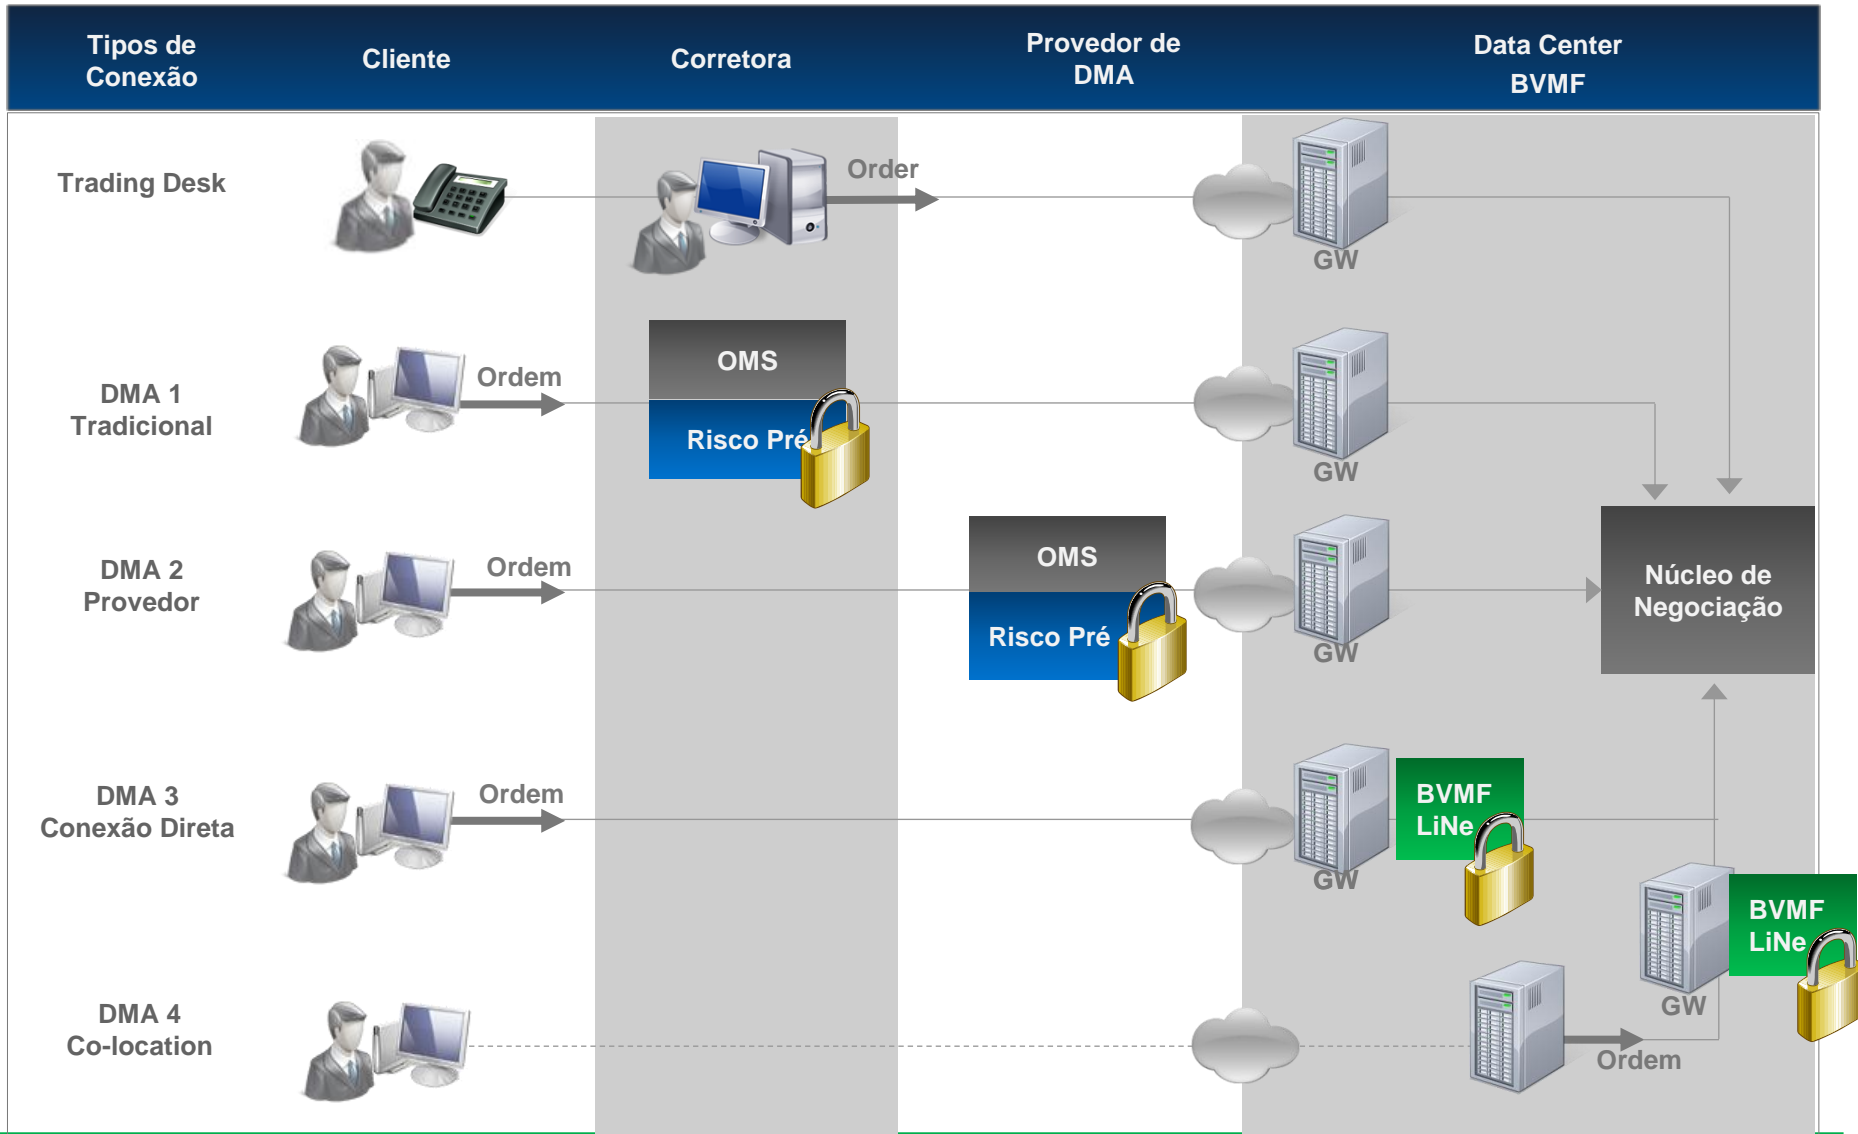 Tipos de
Conexão
Cliente
Corretora
Provedor de
DMA
Data Center
BVMF
Trading Desk
Order
GW
DMA 1
Tradicional
Ordem
OMS
Risco Pré
GW
DMA 2
Provedor
Ordem
OMS
Risco Pré
GW
Núcleo de
Negociação
DMA 3
Conexão Direta
Ordem
GW
BVMF
LiNe
BVMF
LiNe
GW
DMA 4
Co-location
Ordem